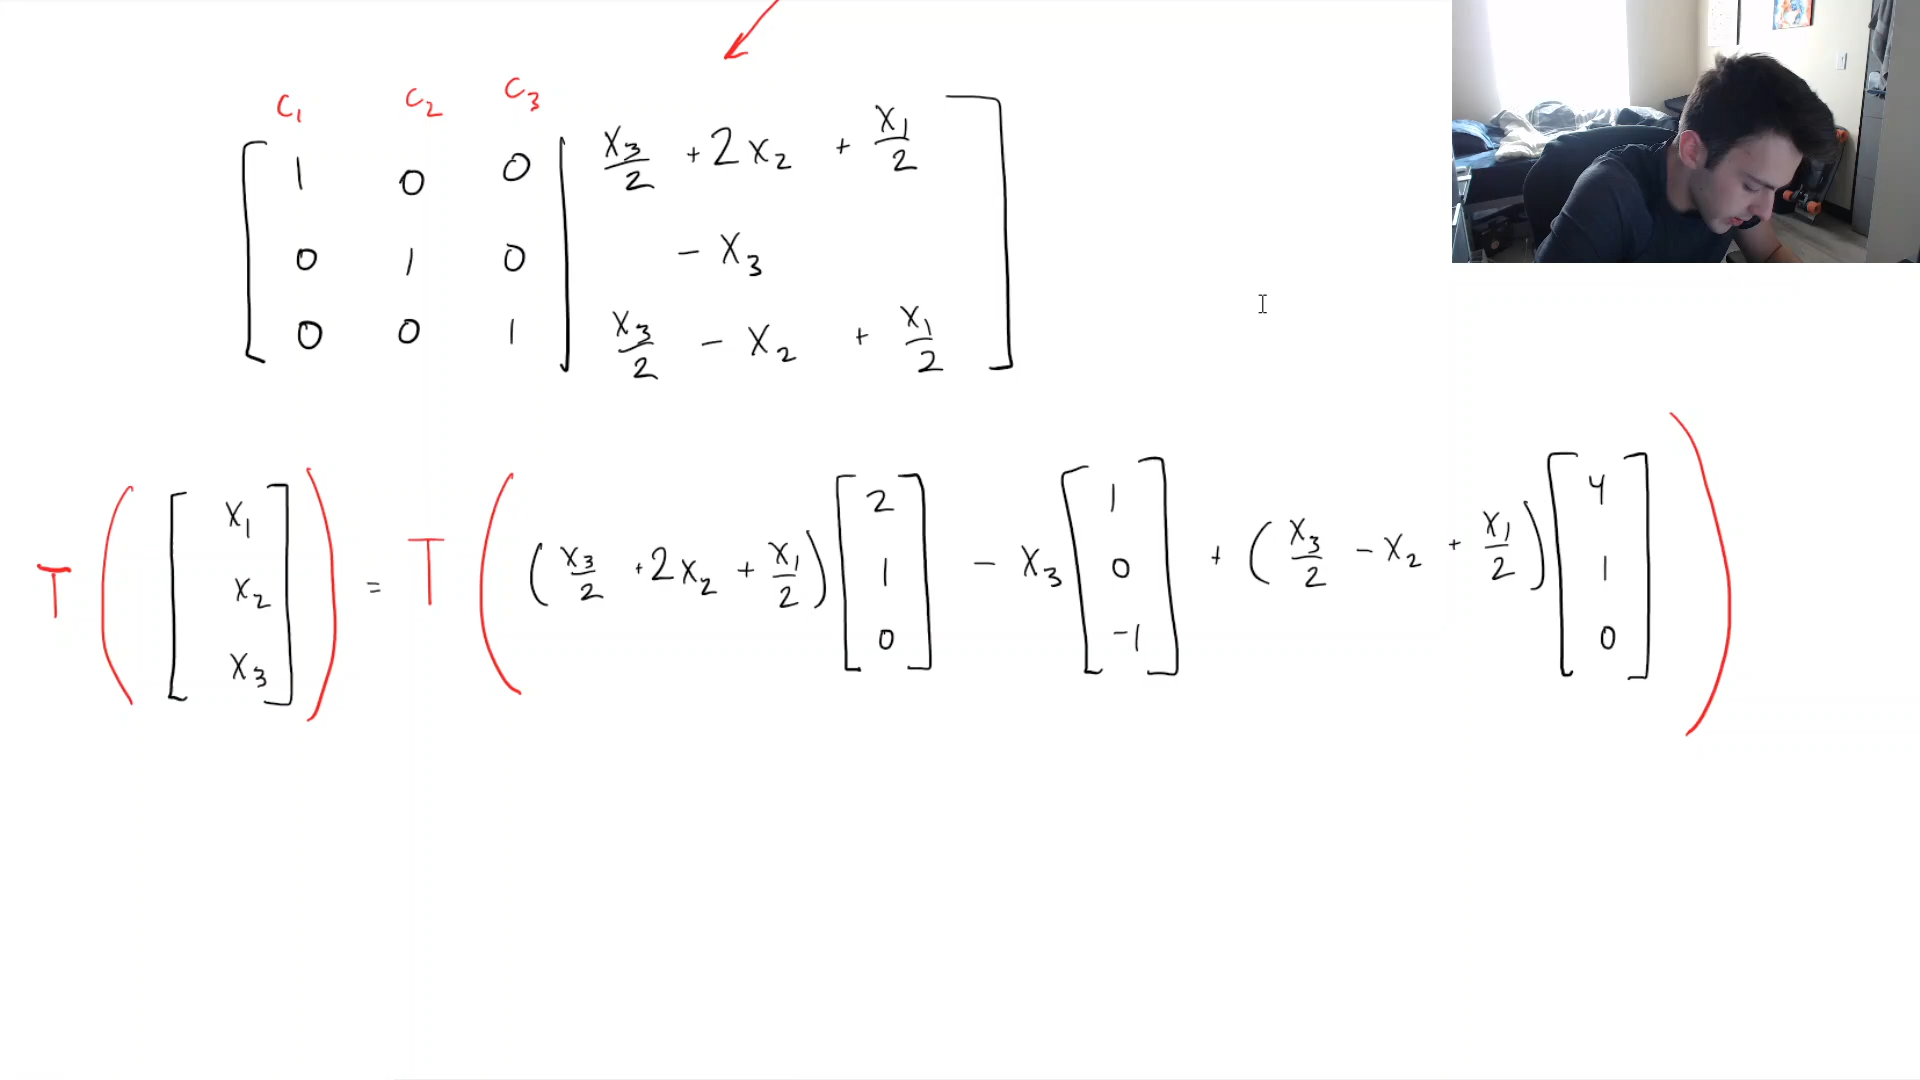 c₁ c₂ c₃
[ 1 0 0 | x₃/2 + 2x₂ + x₁/2 ]
[ 0 1 0 | - x₃ ]
[ 0 0 1 | x₃/2 - x₂ + x₁/2 ]
T ( [ x₁ x₂ x₃ ] ) = T ( ( x₃/2 + 2x₂ + x₁/2 ) [ 2 1 0 ] - x₃ [ 1 0 -1 ] + ( x₃/2 - x₂ + x₁/2 ) [ 4 1 0 ] )